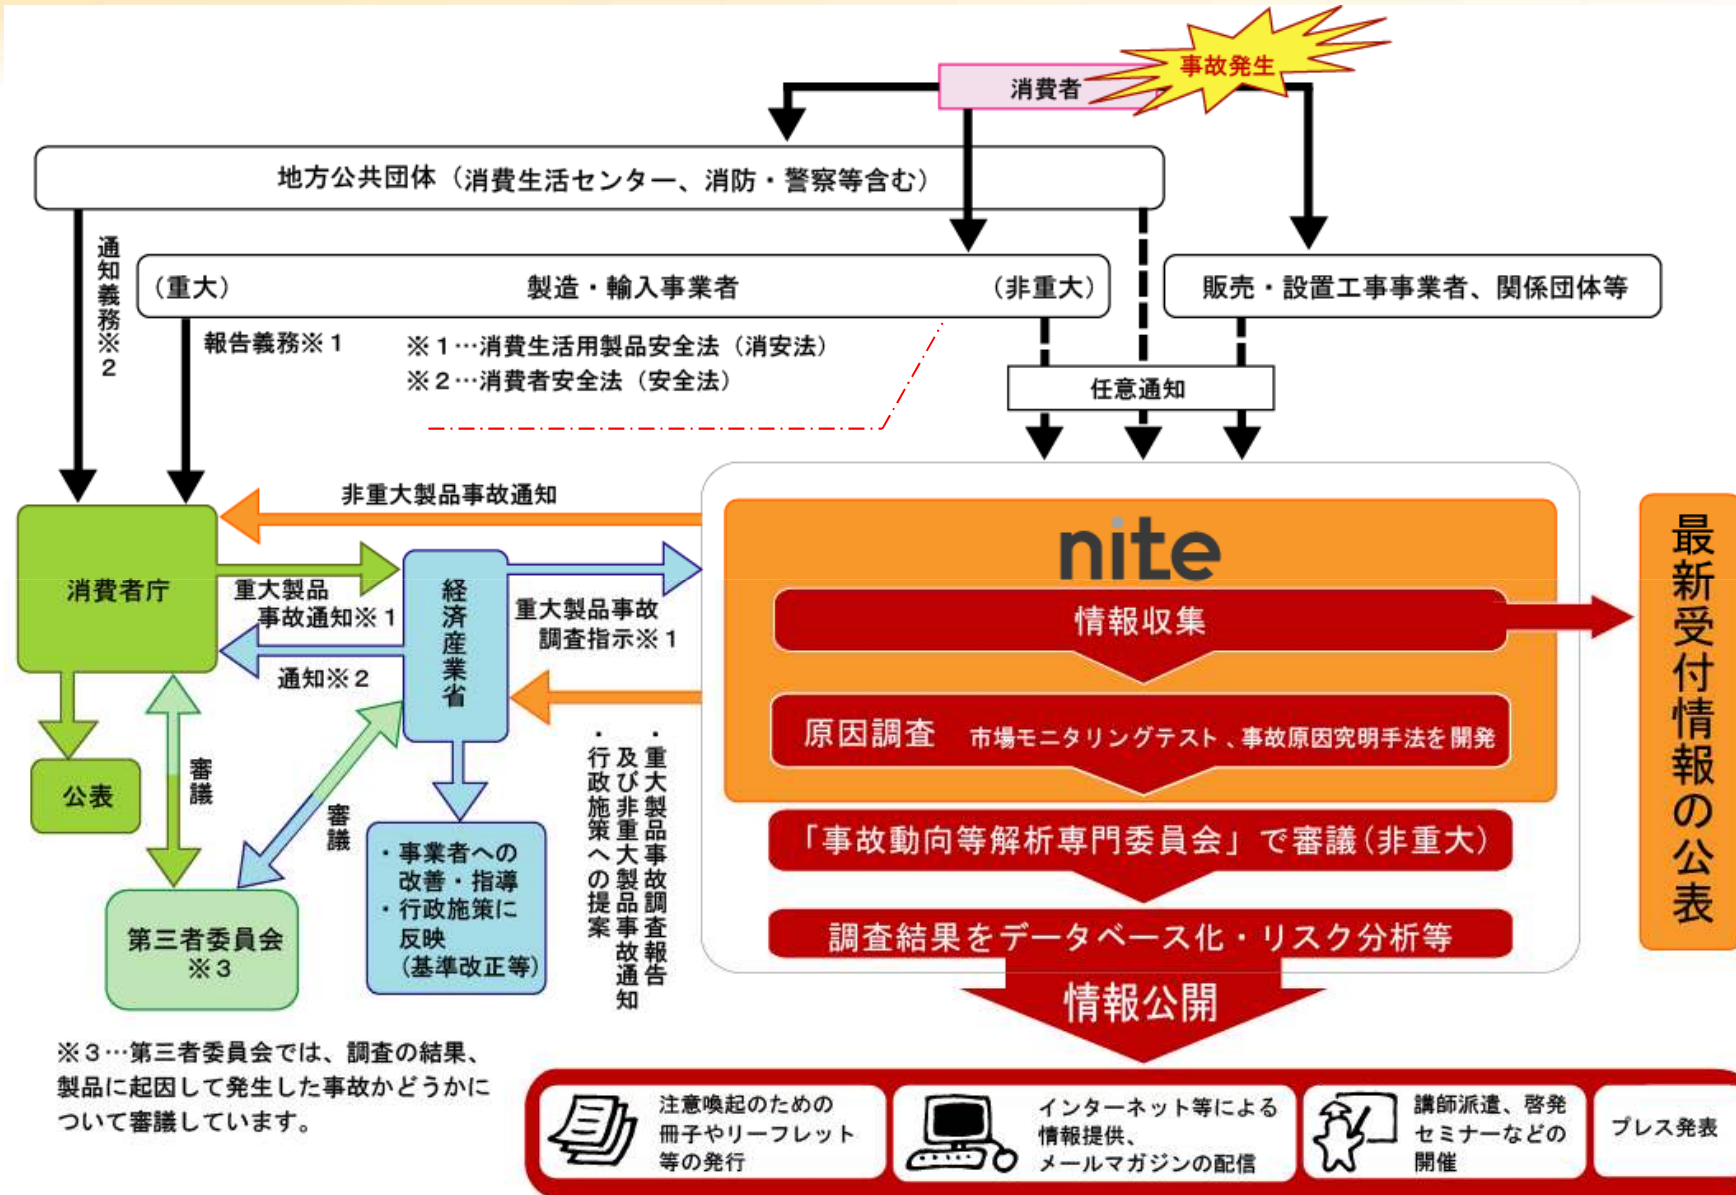 事故発生
消費者
地方公共団体（消費生活センター、消防・警察等含む）
通知義務※2
（重大）
製造・輸入事業者
（非重大）
販売・設置工事事業者、関係団体等
報告義務※1
※1…消費生活用製品安全法（消安法）
※2…消費者安全法（安全法）
任意通知
非重大製品事故通知
消費者庁
重大製品
事故通知※1
通知※2
経済産業省
重大製品事故
調査指示※1
nite
情報収集
原因調査 市場モニタリングテスト、事故原因究明手法を開発
「事故動向等解析専門委員会」で審議(非重大)
調査結果をデータベース化・リスク分析等
情報公開
最新受付情報の公表
公表
審議
審議
第三者委員会
※3
・事業者への
改善・指導
・行政施策に
反映
(基準改正等)
・重大製品事故調査報告
及び非重大製品事故通知
・行政施策への提案
※3…第三者委員会では、調査の結果、
製品に起因して発生した事故かどうかに
ついて審議しています。
注意喚起のための
冊子やリーフレット
等の発行
インターネット等による
情報提供、
メールマガジンの配信
講師派遣、啓発
セミナーなどの
開催
プレス発表